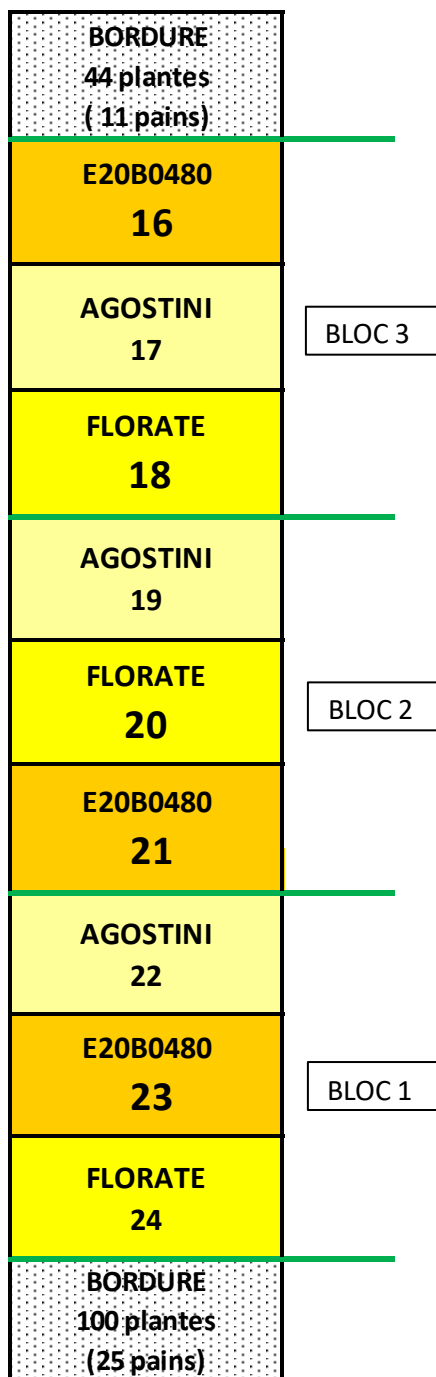 BORDURE
44 plantes
( 11 pains)
E20B0480
16
AGOSTINI
17
BLOC 3
FLORATE
18
AGOSTINI
19
FLORATE
20
BLOC 2
E20B0480
21
AGOSTINI
22
E20B0480
23
BLOC 1
FLORATE
24
BORDURE
100 plantes
(25 pains)